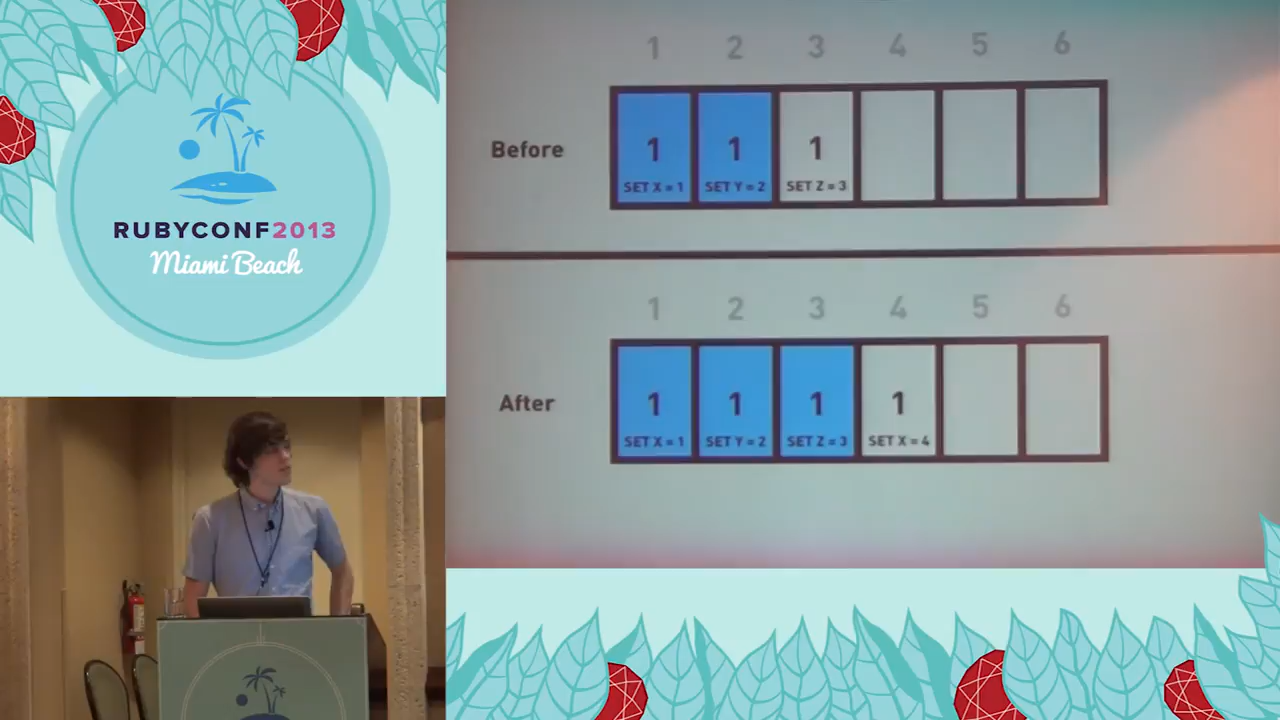 RUBYCONF2013
Miami Beach
1 2 3 4 5 6
Before
1 1 1
SET X = 1 SET Y = 2 SET Z = 3
1 2 3 4 5 6
After
1 1 1 1
SET X = 1 SET Y = 2 SET Z = 3 SET X = 4